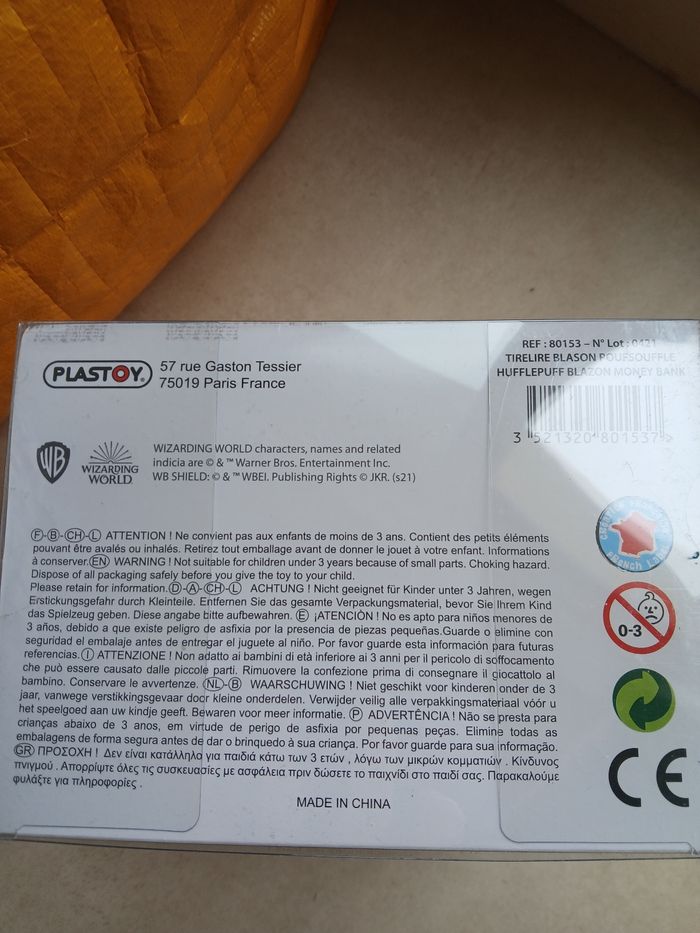 PLASTOY®
57 rue Gaston Tessier
75019 Paris France
REF : 80153 – N° Lot : 0421
TIRELIRE BLASON POUFSOUFFLE
HUFFLEPUFF BLAZON MONEY BANK
3 521320 801537 >
WB
WIZARDING
WORLD
WIZARDING WORLD characters, names and related
indicia are © & ™ Warner Bros. Entertainment Inc.
WB SHIELD: © & ™ WBEI. Publishing Rights © JKR. (s21)
F-B-CH-L ATTENTION ! Ne convient pas aux enfants de moins de 3 ans. Contient des petits éléments
pouvant être avalés ou inhalés. Retirez tout emballage avant de donner le jouet à votre enfant. Informations
à conserver. EN WARNING ! Not suitable for children under 3 years because of small parts. Choking hazard.
Dispose of all packaging safely before you give the toy to your child.
Please retain for information. D-A-CH-L ACHTUNG ! Nicht geeignet für Kinder unter 3 Jahren, wegen
Erstickungsgefahr durch Kleinteile. Entfernen Sie das gesamte Verpackungsmaterial, bevor Sie Ihrem Kind
das Spielzeug geben. Diese angabe bitte aufbewahren. E ¡ATENCIÓN! No es apto para niños menores de
3 años, debido a que existe peligro de asfixia por la presencia de piezas pequeñas.Guarde o elimine con
seguridad el embalaje antes de entregar el juguete al niño. Por favor guarde esta información para futuras
referencias. I ATTENZIONE ! Non adatto ai bambini di età inferiore ai 3 anni per il pericolo di soffocamento
che può essere causato dalle piccole parti. Rimuovere la confezione prima di consegnare il giocattolo al
bambino. Conservare le avvertenze. NL-B WAARSCHUWING ! Niet geschikt voor kinderen onder de 3
jaar, vanwege verstikkingsgevaar door kleine onderdelen. Verwijder veilig alle verpakkingsmateriaal vóór u
het speelgoed aan uw kindje geeft. Bewaren voor meer informatie. P ADVERTÊNCIA ! Não se presta para
crianças abaixo de 3 anos, em virtude de perigo de asfixia por pequenas peças. Elimine todas as
embalagens de forma segura antes de dar o brinquedo à sua criança. Por favor guarde para sua informação.
GR ΠΡΟΣΟΧΗ ! Δεν είναι κατάλληλα για παιδιά κάτω των 3 ετών , λόγω των μικρών κομματιών . Κίνδυνος
πνιγμού . Απορρίψτε όλες τις συσκευασίες με ασφάλεια πριν δώσετε το παιχνίδι στο παιδί σας. Παρακαλούμε
φυλάξτε για πληροφορίες .
FRENCH
0-3
CE
MADE IN CHINA